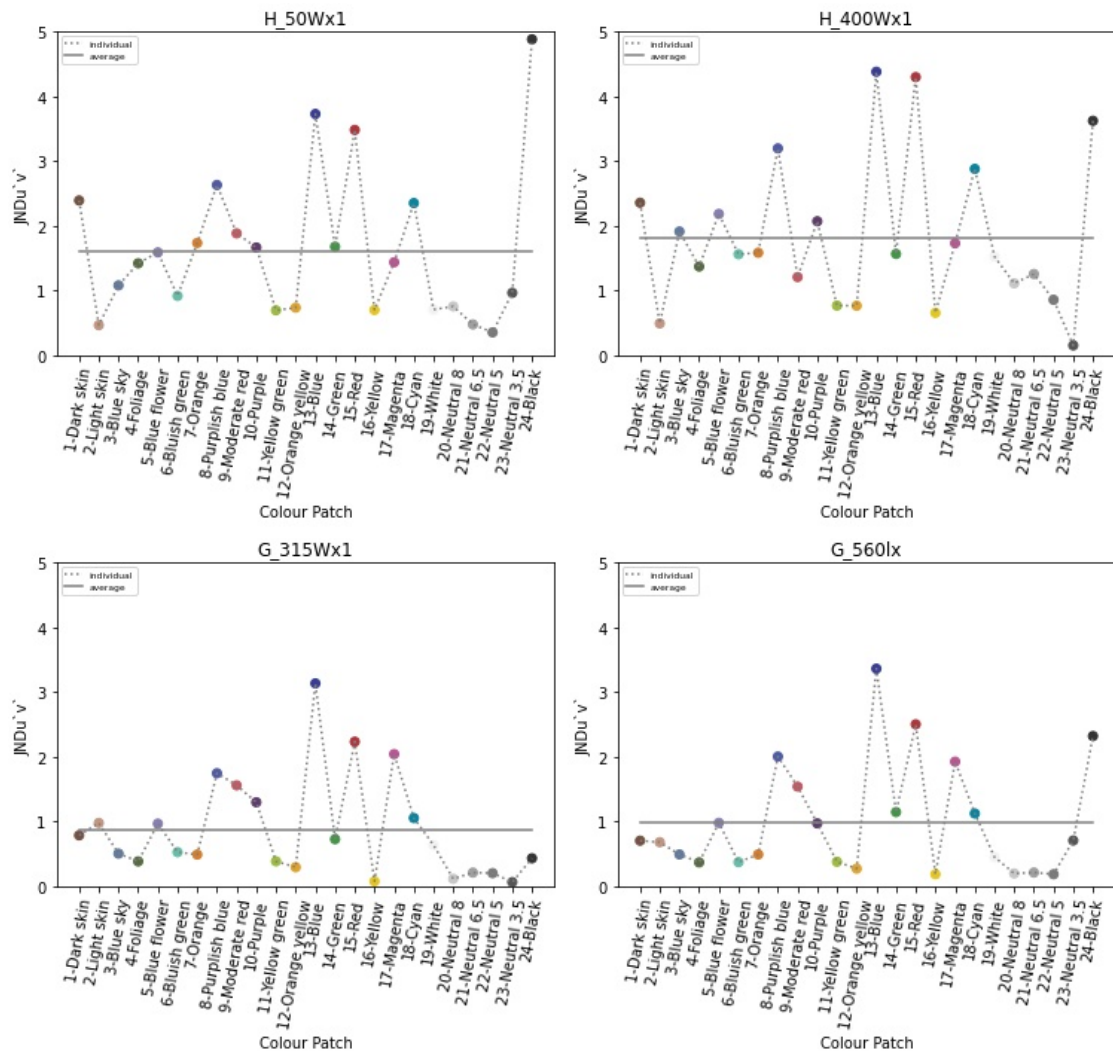 H_50Wx1
individual
average
JNDu`v`
5
4
3
2
1
0
1-Dark skin
2-Light skin
3-Blue sky
4-Foliage
5-Blue flower
6-Bluish green
7-Orange
8-Purplish blue
9-Moderate red
10-Purple
11-Yellow green
12-Orange yellow
13-Blue
14-Green
15-Red
16-Yellow
17-Magenta
18-Cyan
19-White
20-Neutral 8
21-Neutral 6.5
22-Neutral 5
23-Neutral 3.5
24-Black
Colour Patch
H_400Wx1
individual
average
JNDu`v`
5
4
3
2
1
0
1-Dark skin
2-Light skin
3-Blue sky
4-Foliage
5-Blue flower
6-Bluish green
7-Orange
8-Purplish blue
9-Moderate red
10-Purple
11-Yellow green
12-Orange yellow
13-Blue
14-Green
15-Red
16-Yellow
17-Magenta
18-Cyan
19-White
20-Neutral 8
21-Neutral 6.5
22-Neutral 5
23-Neutral 3.5
24-Black
Colour Patch
G_315Wx1
individual
average
JNDu`v`
5
4
3
2
1
0
1-Dark skin
2-Light skin
3-Blue sky
4-Foliage
5-Blue flower
6-Bluish green
7-Orange
8-Purplish blue
9-Moderate red
10-Purple
11-Yellow green
12-Orange yellow
13-Blue
14-Green
15-Red
16-Yellow
17-Magenta
18-Cyan
19-White
20-Neutral 8
21-Neutral 6.5
22-Neutral 5
23-Neutral 3.5
24-Black
Colour Patch
G_560lx
individual
average
JNDu`v`
5
4
3
2
1
0
1-Dark skin
2-Light skin
3-Blue sky
4-Foliage
5-Blue flower
6-Bluish green
7-Orange
8-Purplish blue
9-Moderate red
10-Purple
11-Yellow green
12-Orange yellow
13-Blue
14-Green
15-Red
16-Yellow
17-Magenta
18-Cyan
19-White
20-Neutral 8
21-Neutral 6.5
22-Neutral 5
23-Neutral 3.5
24-Black
Colour Patch